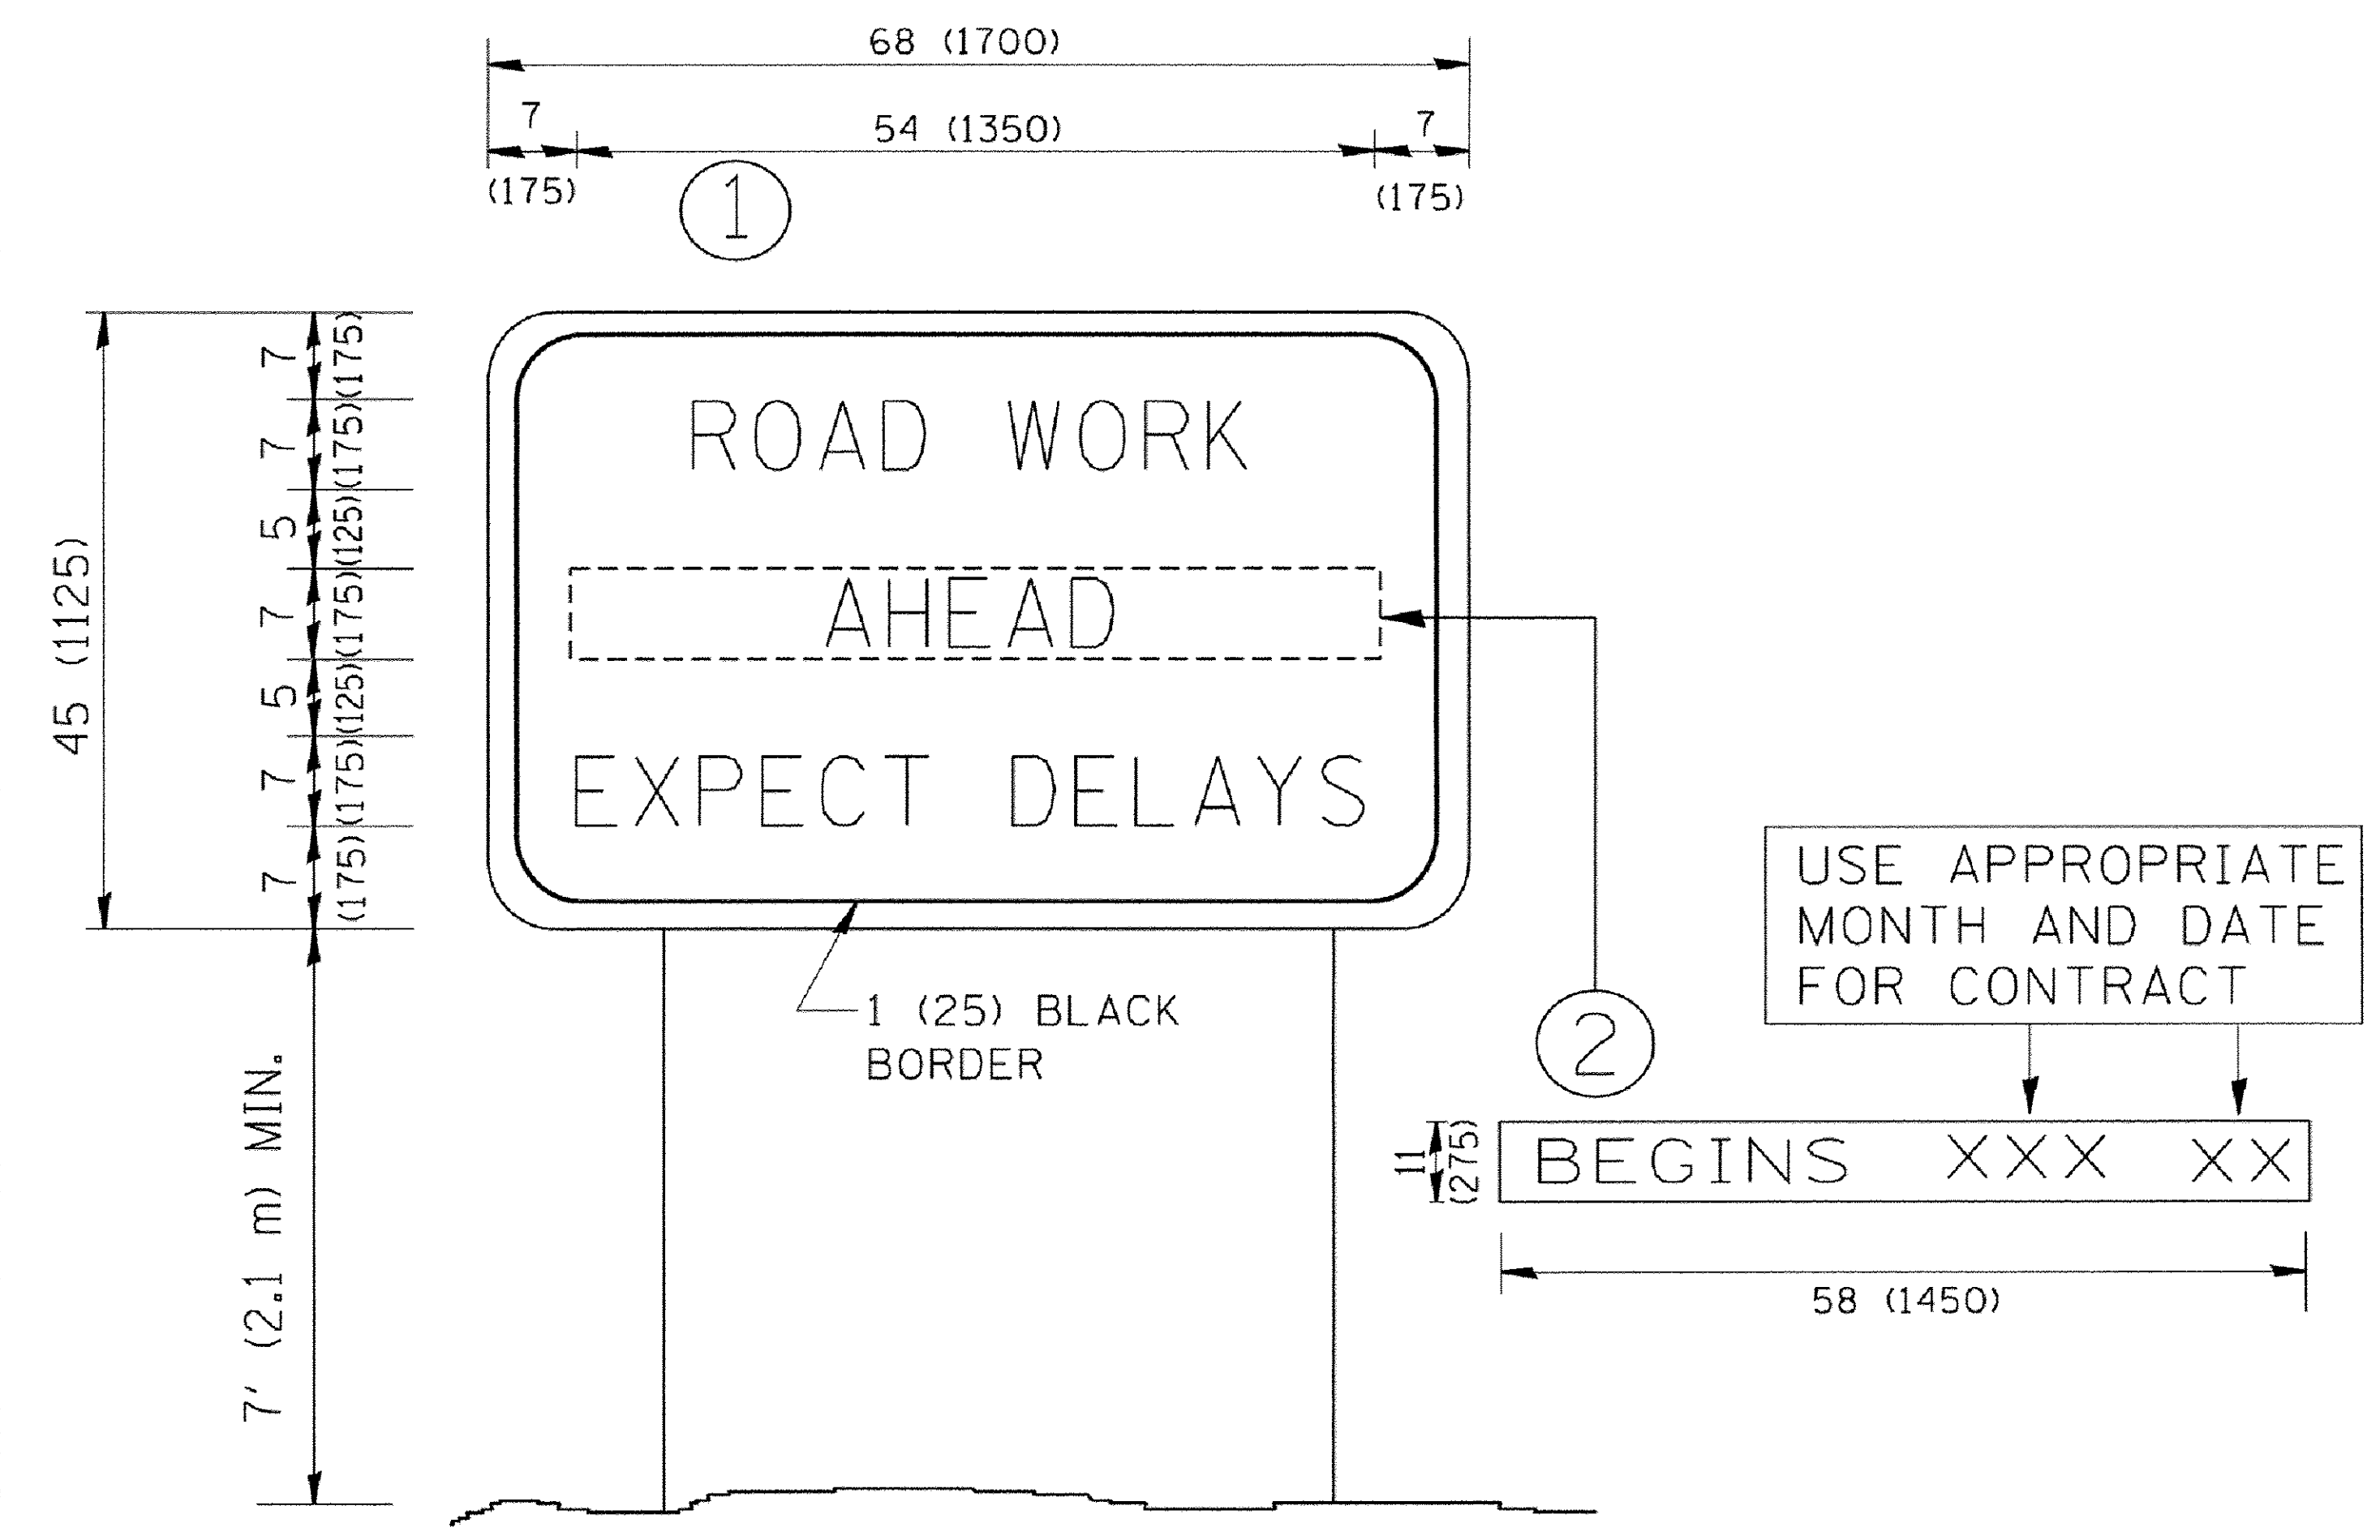 68 (1700)
7
54 (1350)
7
(175)
(175)
1
45 (1125)
7
(175)
7
(175)
5
(125)
7
(175)
5
(125)
7
(175)
7
(175)
7' (2.1 m) MIN.
ROAD WORK
AHEAD
EXPECT DELAYS
1 (25) BLACK
BORDER
USE APPROPRIATE
MONTH AND DATE
FOR CONTRACT
2
11
(275)
BEGINS XXX XX
58 (1450)